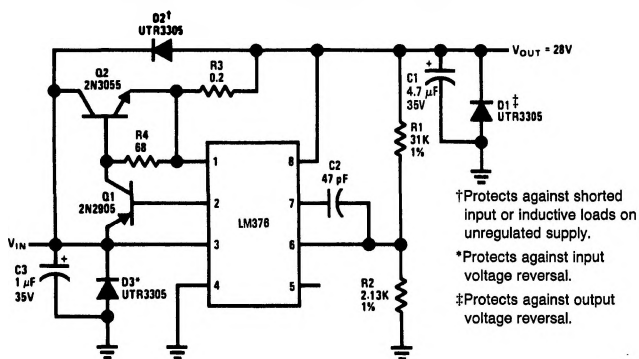 D2†
UTR3305
VOUT = 28V
Q2
2N3055
R3
0.2
C1
4.7 µF
35V
+
D1‡
UTR3305
R4
68
R1
31K
1%
1
8
C2
47 pF
Q1
2N2905
2
7
LM376
VIN
3
6
+
C3
1 µF
35V
D3*
UTR3305
4
5
R2
2.13K
1%
†Protects against shorted
input or inductive loads on
unregulated supply.
*Protects against input
voltage reversal.
‡Protects against output
voltage reversal.